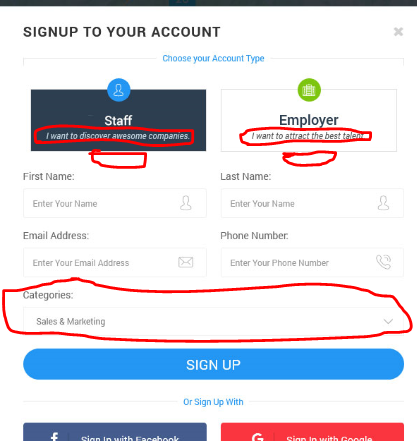 SIGNUP TO YOUR ACCOUNT
Choose your Account Type
Staff
I want to discover awesome companies.
Employer
I want to attract the best talent.
First Name:
Last Name:
Enter Your Name
Enter Your Name
Email Address:
Phone Number:
Enter Your Email Address
Enter Your Phone Number
Categories:
Sales & Marketing
SIGN UP
Or Sign Up With
f Sign In with Facebook
G Sign In with Google